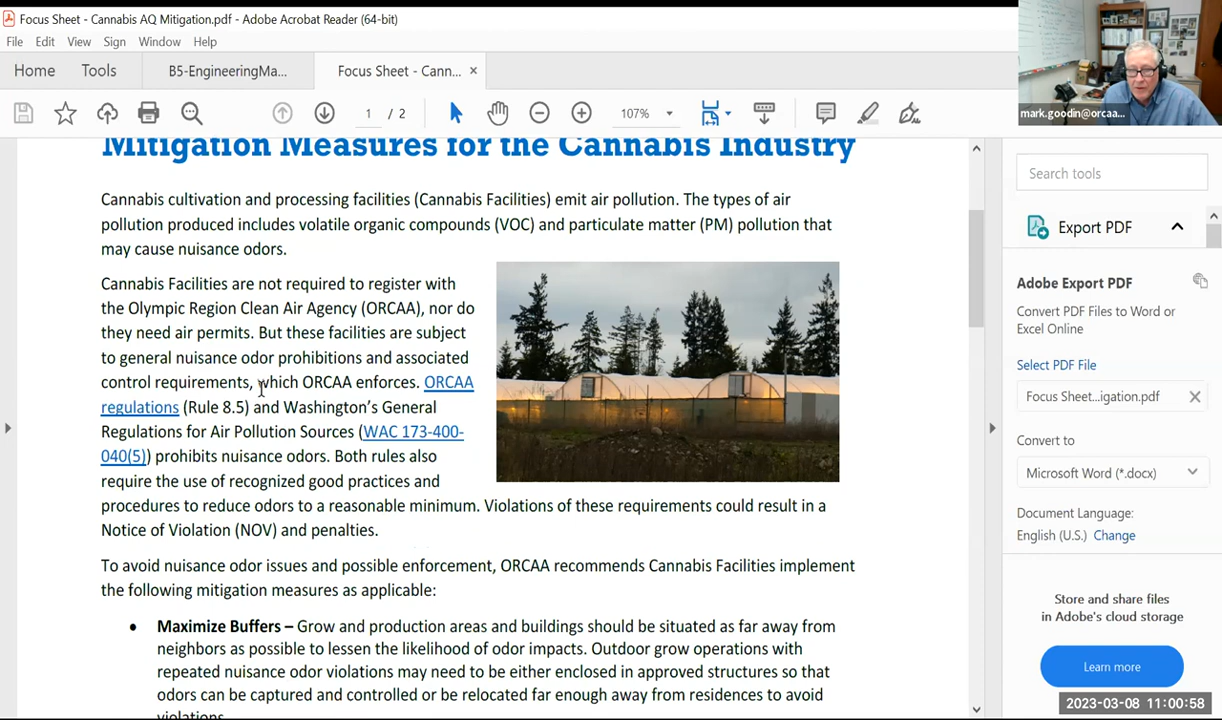 Focus Sheet - Cannabis AQ Mitigation.pdf - Adobe Acrobat Reader (64-bit)
File Edit View Sign Window Help
Home Tools B5-EngineeringMa... Focus Sheet - Cann... ×
1 / 2 107%
mark.goodin@orcaa...
Mitigation Measures for the Cannabis Industry
Cannabis cultivation and processing facilities (Cannabis Facilities) emit air pollution. The types of air
pollution produced includes volatile organic compounds (VOC) and particulate matter (PM) pollution that
may cause nuisance odors.
Cannabis Facilities are not required to register with
the Olympic Region Clean Air Agency (ORCAA), nor do
they need air permits. But these facilities are subject
to general nuisance odor prohibitions and associated
control requirements, which ORCAA enforces. ORCAA
regulations (Rule 8.5) and Washington's General
Regulations for Air Pollution Sources (WAC 173-400-
040(5)) prohibits nuisance odors. Both rules also
require the use of recognized good practices and
procedures to reduce odors to a reasonable minimum. Violations of these requirements could result in a
Notice of Violation (NOV) and penalties.
To avoid nuisance odor issues and possible enforcement, ORCAA recommends Cannabis Facilities implement
the following mitigation measures as applicable:
• Maximize Buffers – Grow and production areas and buildings should be situated as far away from
neighbors as possible to lessen the likelihood of odor impacts. Outdoor grow operations with
repeated nuisance odor violations may need to be either enclosed in approved structures so that
odors can be captured and controlled or be relocated far enough away from residences to avoid
violations.
Search tools
Export PDF
Adobe Export PDF
Convert PDF Files to Word or
Excel Online
Select PDF File
Focus Sheet...igation.pdf ×
Convert to
Microsoft Word (*.docx)
Document Language:
English (U.S.) Change
Store and share files
in Adobe's cloud storage
Learn more
2023-03-08 11:00:58